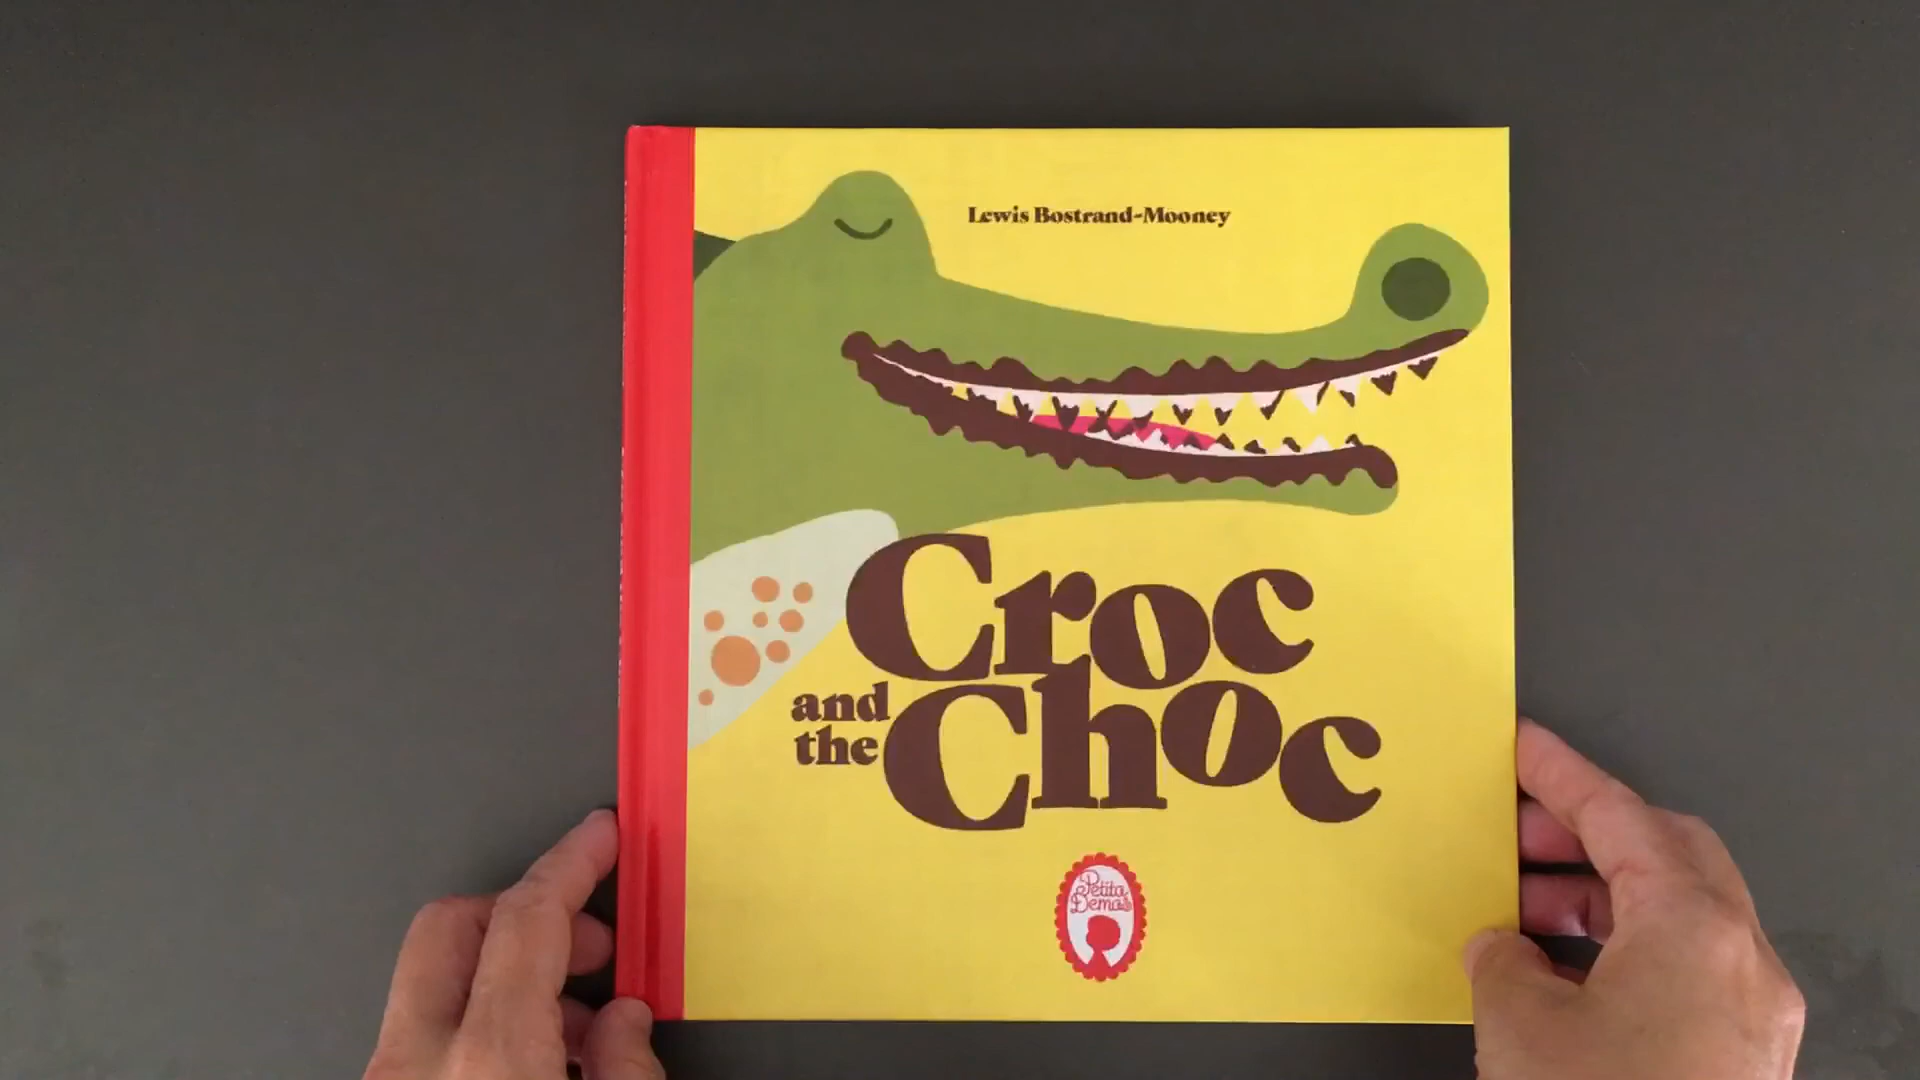 Lewis Bostrand-Mooney
Croc
and
the
Choc
Petita
Demas